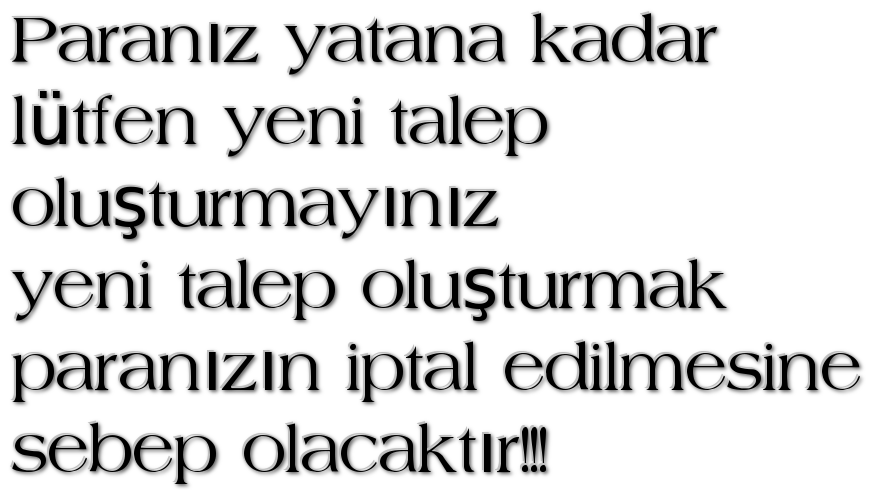 Paranız yatana kadar
lütfen yeni talep
oluşturmayınız
yeni talep oluşturmak
paranızın iptal edilmesine
sebep olacaktır!!!